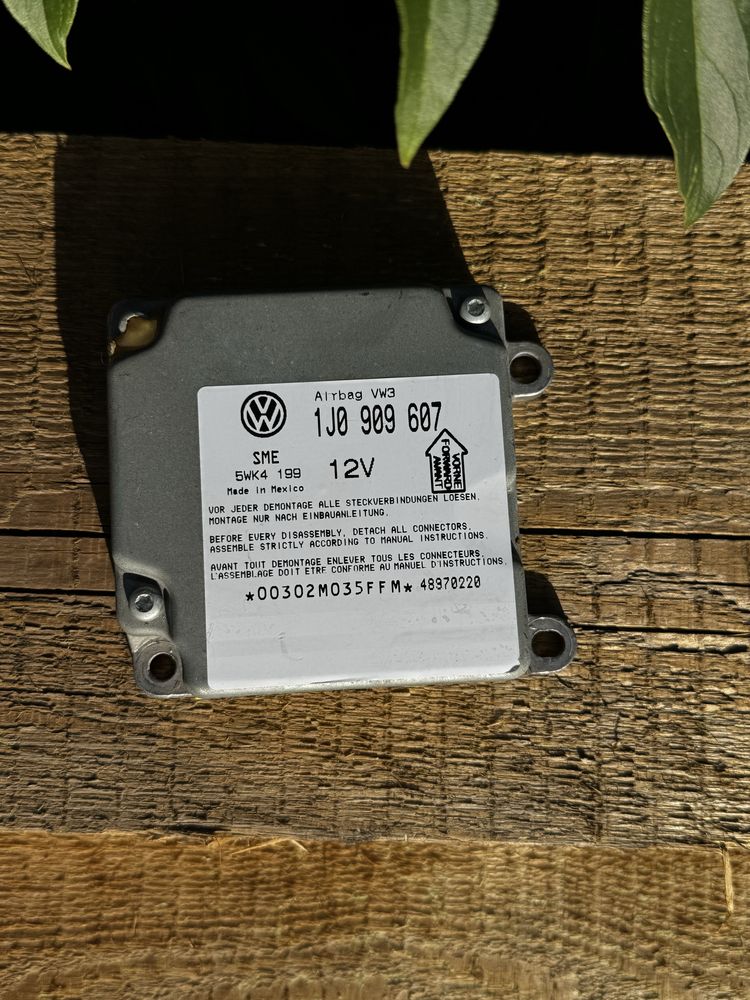 Airbag VW3
1J0 909 607
SME
5WK4 199
12V
Made in Mexico
VORNE
FORWARD
AVANT
VOR JEDER DEMONTAGE ALLE STECKVERBINDUNGEN LOESEN.
MONTAGE NUR NACH EINBAUANLEITUNG.
BEFORE EVERY DISASSEMBLY, DETACH ALL CONNECTORS.
ASSEMBLE STRICTLY ACCORDING TO MANUAL INSTRUCTIONS.
AVANT TOUT DEMONTAGE ENLEVER TOUS LES CONNECTEURS.
L'ASSEMBLAGE DOIT ETRE CONFORME AU MANUEL D'INSTRUCTIONS.
*00302M035FFM* 48970220